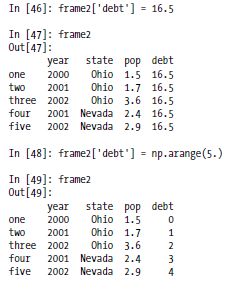 In [46]: frame2['debt'] = 16.5
In [47]: frame2
Out[47]:
year state pop debt
one 2000 Ohio 1.5 16.5
two 2001 Ohio 1.7 16.5
three 2002 Ohio 3.6 16.5
four 2001 Nevada 2.4 16.5
five 2002 Nevada 2.9 16.5
In [48]: frame2['debt'] = np.arange(5.)
In [49]: frame2
Out[49]:
year state pop debt
one 2000 Ohio 1.5 0
two 2001 Ohio 1.7 1
three 2002 Ohio 3.6 2
four 2001 Nevada 2.4 3
five 2002 Nevada 2.9 4